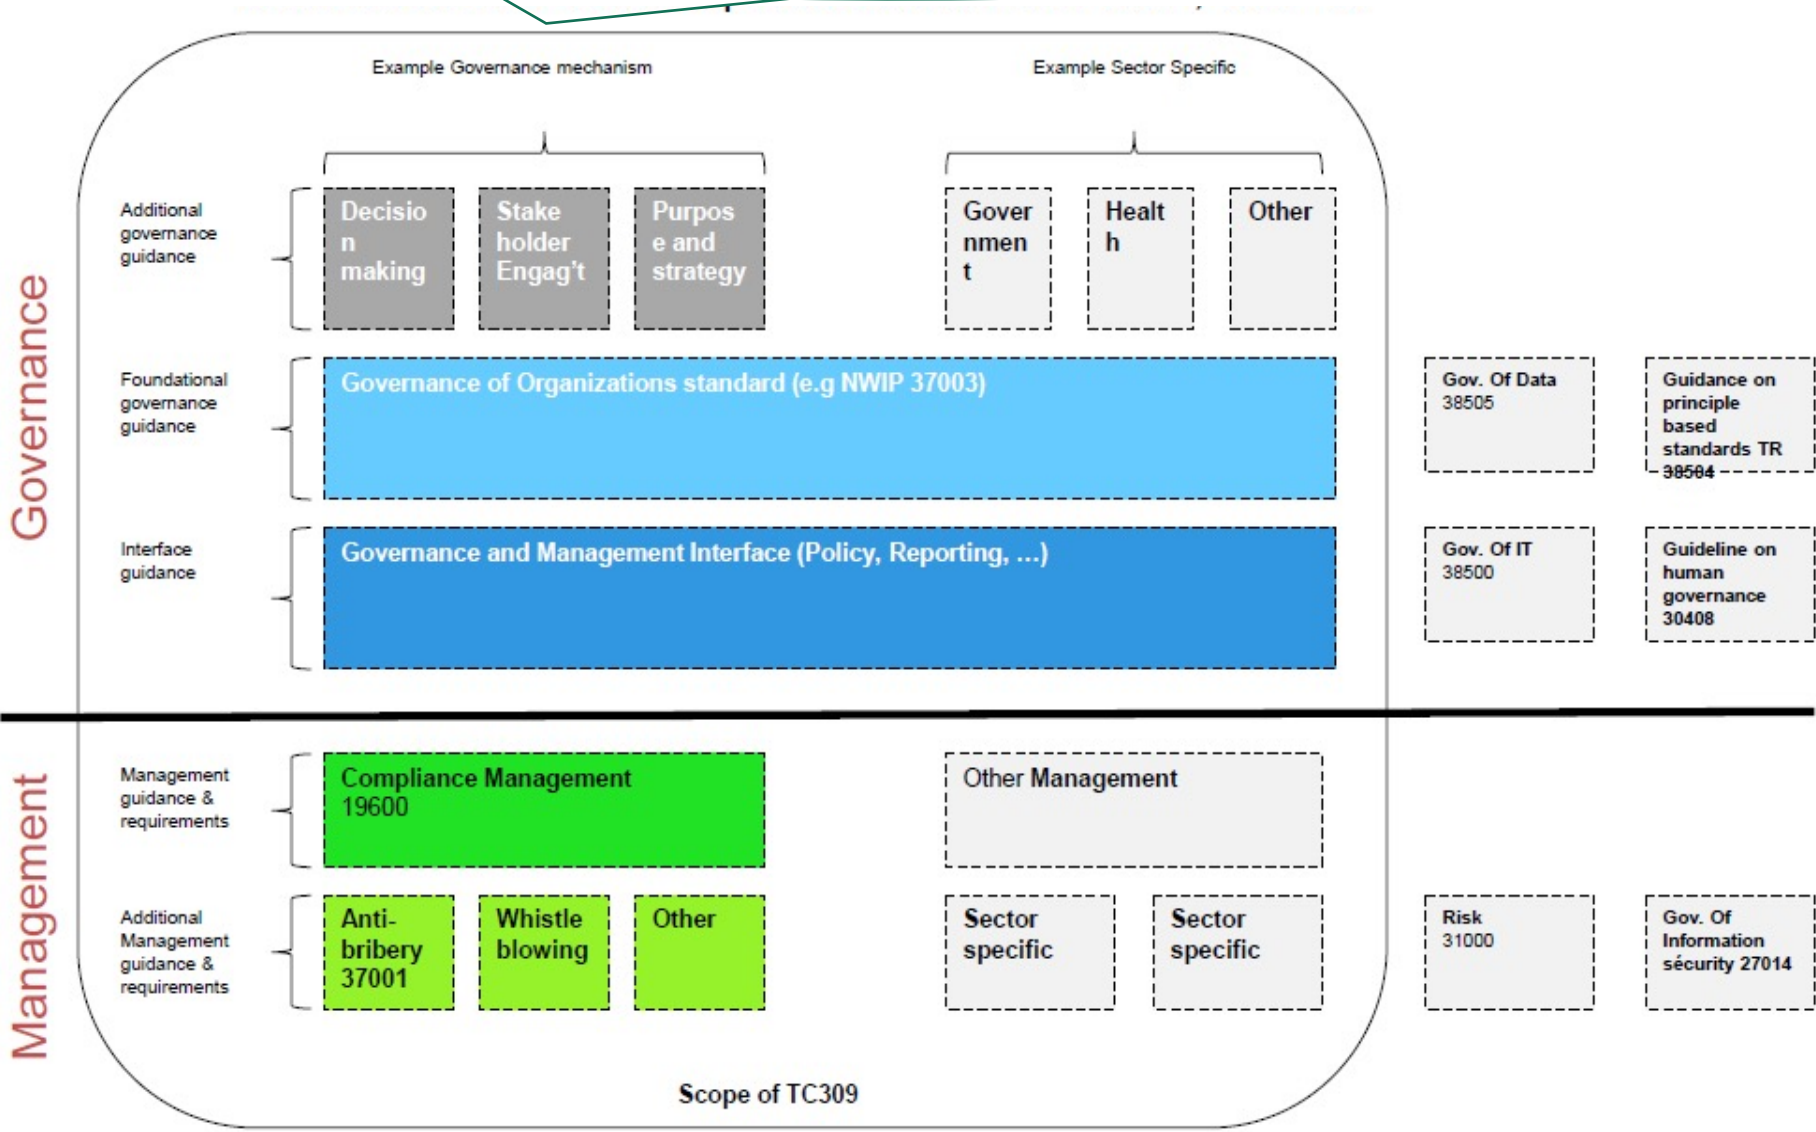 Example Governance mechanism
Example Sector Specific
Additional
governance
guidance
Decisio
n
making
Stake
holder
Engag't
Purpos
e and
strategy
Gover
nmen
t
Healt
h
Other
Governance
Foundational
governance
guidance
Governance of Organizations standard (e.g NWIP 37003)
Gov. Of Data
38505
Guidance on
principle
based
standards TR
38504
Interface
guidance
Governance and Management Interface (Policy, Reporting, ...)
Gov. Of IT
38500
Guideline on
human
governance
30408
Management
Management
guidance &
requirements
Compliance Management
19600
Other Management
Additional
Management
guidance &
requirements
Anti-
bribery
37001
Whistle
blowing
Other
Sector
specific
Sector
specific
Risk
31000
Gov. Of
Information
sécurity 27014
Scope of TC309